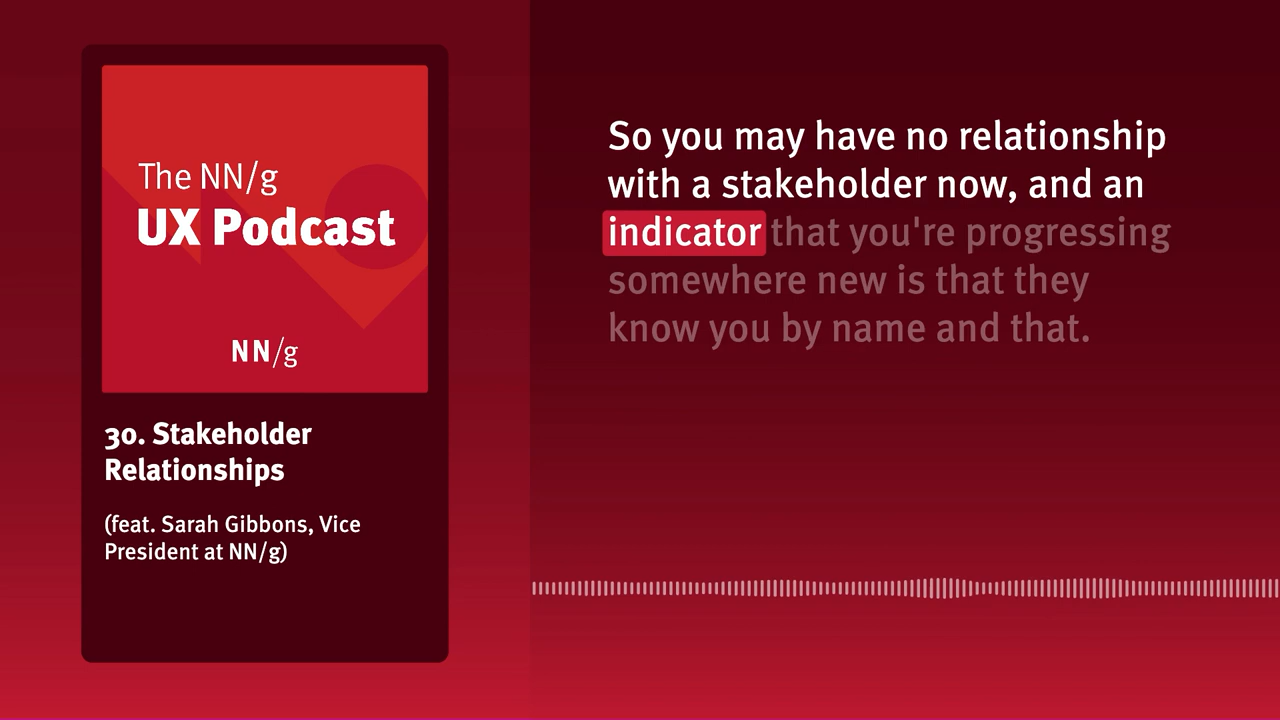 The NN/g
UX Podcast
NN/g
30. Stakeholder
Relationships
(feat. Sarah Gibbons, Vice
President at NN/g)
So you may have no relationship
with a stakeholder now, and an
indicator that you're progressing
somewhere new is that they
know you by name and that.